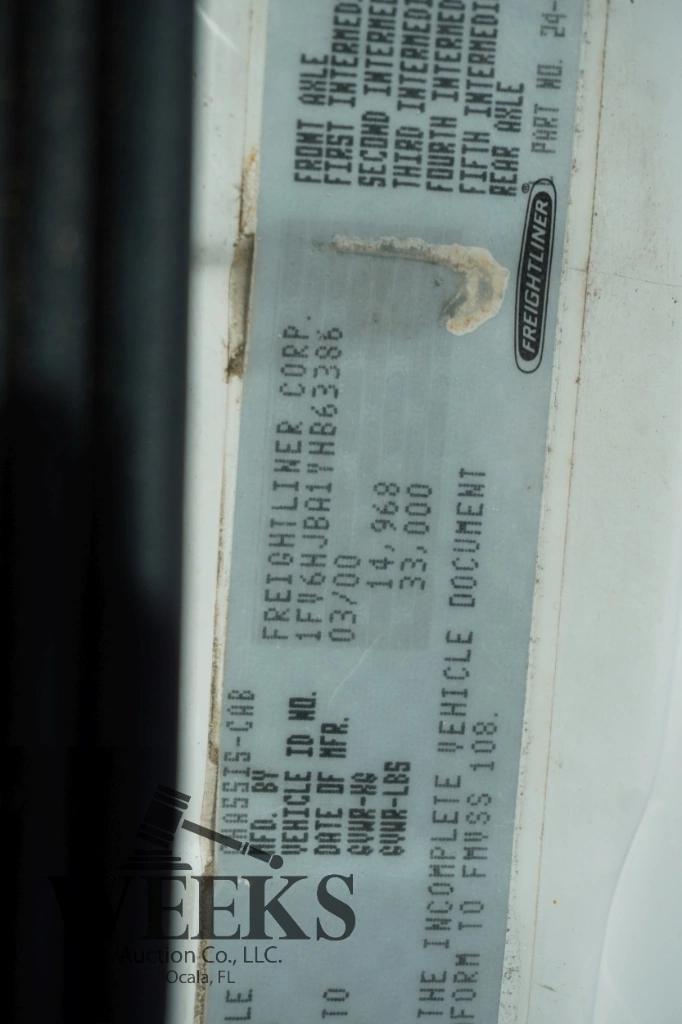 LE CHASSIS-CAB
MFD. BY FREIGHTLINER CORP.
VEHICLE ID NO. 1FV6HJBA1YHB63386
TO DATE OF MFR. 03/00
GVWR-KG 14,968
GVWR-LBS 33,000
THE INCOMPLETE VEHICLE DOCUMENT
FORM TO FMVSS 108.
FRONT AXLE
FIRST INTERMED
SECOND INTERMED
THIRD INTERMEDI
FOURTH INTERMED
FIFTH INTERMEDI
REAR AXLE
FREIGHTLINER®
PART NO. 24-
WEEKS
Auction Co., LLC.
Ocala, FL